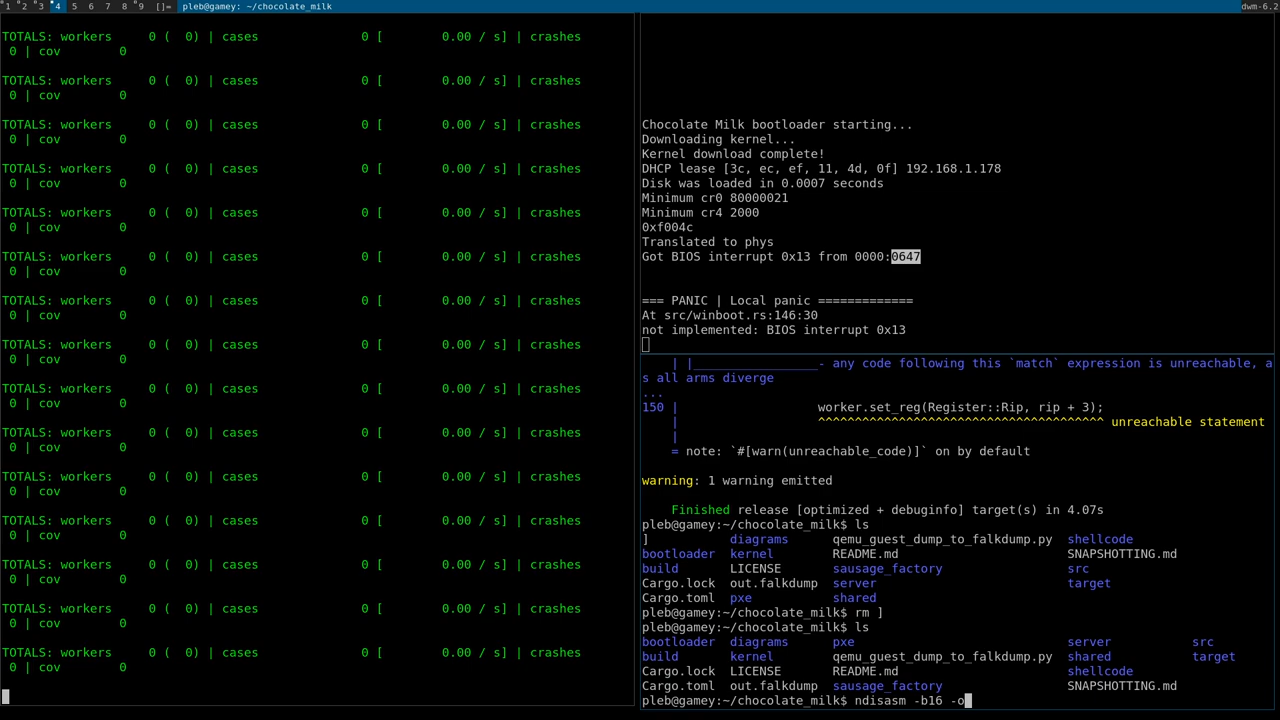 1 2 3 4 5 6 7 8 9 []= pleb@gamey: ~/chocolate_milk dwm-6.2
TOTALS: workers 0 ( 0) | cases 0 [ 0.00 / s] | crashes
0 | cov 0
TOTALS: workers 0 ( 0) | cases 0 [ 0.00 / s] | crashes
0 | cov 0
TOTALS: workers 0 ( 0) | cases 0 [ 0.00 / s] | crashes
0 | cov 0
TOTALS: workers 0 ( 0) | cases 0 [ 0.00 / s] | crashes
0 | cov 0
TOTALS: workers 0 ( 0) | cases 0 [ 0.00 / s] | crashes
0 | cov 0
TOTALS: workers 0 ( 0) | cases 0 [ 0.00 / s] | crashes
0 | cov 0
TOTALS: workers 0 ( 0) | cases 0 [ 0.00 / s] | crashes
0 | cov 0
TOTALS: workers 0 ( 0) | cases 0 [ 0.00 / s] | crashes
0 | cov 0
TOTALS: workers 0 ( 0) | cases 0 [ 0.00 / s] | crashes
0 | cov 0
TOTALS: workers 0 ( 0) | cases 0 [ 0.00 / s] | crashes
0 | cov 0
TOTALS: workers 0 ( 0) | cases 0 [ 0.00 / s] | crashes
0 | cov 0
TOTALS: workers 0 ( 0) | cases 0 [ 0.00 / s] | crashes
0 | cov 0
TOTALS: workers 0 ( 0) | cases 0 [ 0.00 / s] | crashes
0 | cov 0
TOTALS: workers 0 ( 0) | cases 0 [ 0.00 / s] | crashes
0 | cov 0
TOTALS: workers 0 ( 0) | cases 0 [ 0.00 / s] | crashes
0 | cov 0
Chocolate Milk bootloader starting...
Downloading kernel...
Kernel download complete!
DHCP lease [3c, ec, ef, 11, 4d, 0f] 192.168.1.178
Disk was loaded in 0.0007 seconds
Minimum cr0 80000021
Minimum cr4 2000
0xf004c
Translated to phys
Got BIOS interrupt 0x13 from 0000:0647
=== PANIC | Local panic =============
At src/winboot.rs:146:30
not implemented: BIOS interrupt 0x13
| |_________________- any code following this `match` expression is unreachable, a
s all arms diverge
...
150 | worker.set_reg(Register::Rip, rip + 3);
| ^^^^^^^^^^^^^^^^^^^^^^^^^^^^^^^^^^^^^^^ unreachable statement
|
= note: `#[warn(unreachable_code)]` on by default
warning: 1 warning emitted
Finished release [optimized + debuginfo] target(s) in 4.07s
pleb@gamey:~/chocolate_milk$ ls
] diagrams qemu_guest_dump_to_falkdump.py shellcode
bootloader kernel README.md SNAPSHOTTING.md
build LICENSE sausage_factory src
Cargo.lock out.falkdump server target
Cargo.toml pxe shared
pleb@gamey:~/chocolate_milk$ rm ]
pleb@gamey:~/chocolate_milk$ ls
bootloader diagrams pxe server src
build kernel qemu_guest_dump_to_falkdump.py shared target
Cargo.lock LICENSE README.md shellcode
Cargo.toml out.falkdump sausage_factory SNAPSHOTTING.md
pleb@gamey:~/chocolate_milk$ ndisasm -b16 -o